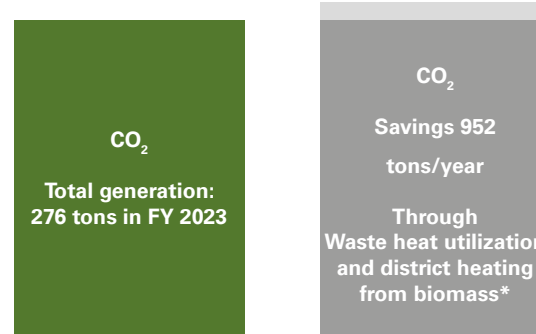 CO₂
Total generation:
276 tons in FY 2023
CO₂
Savings 952
tons/year
Through
Waste heat utilization
and district heating
from biomass*